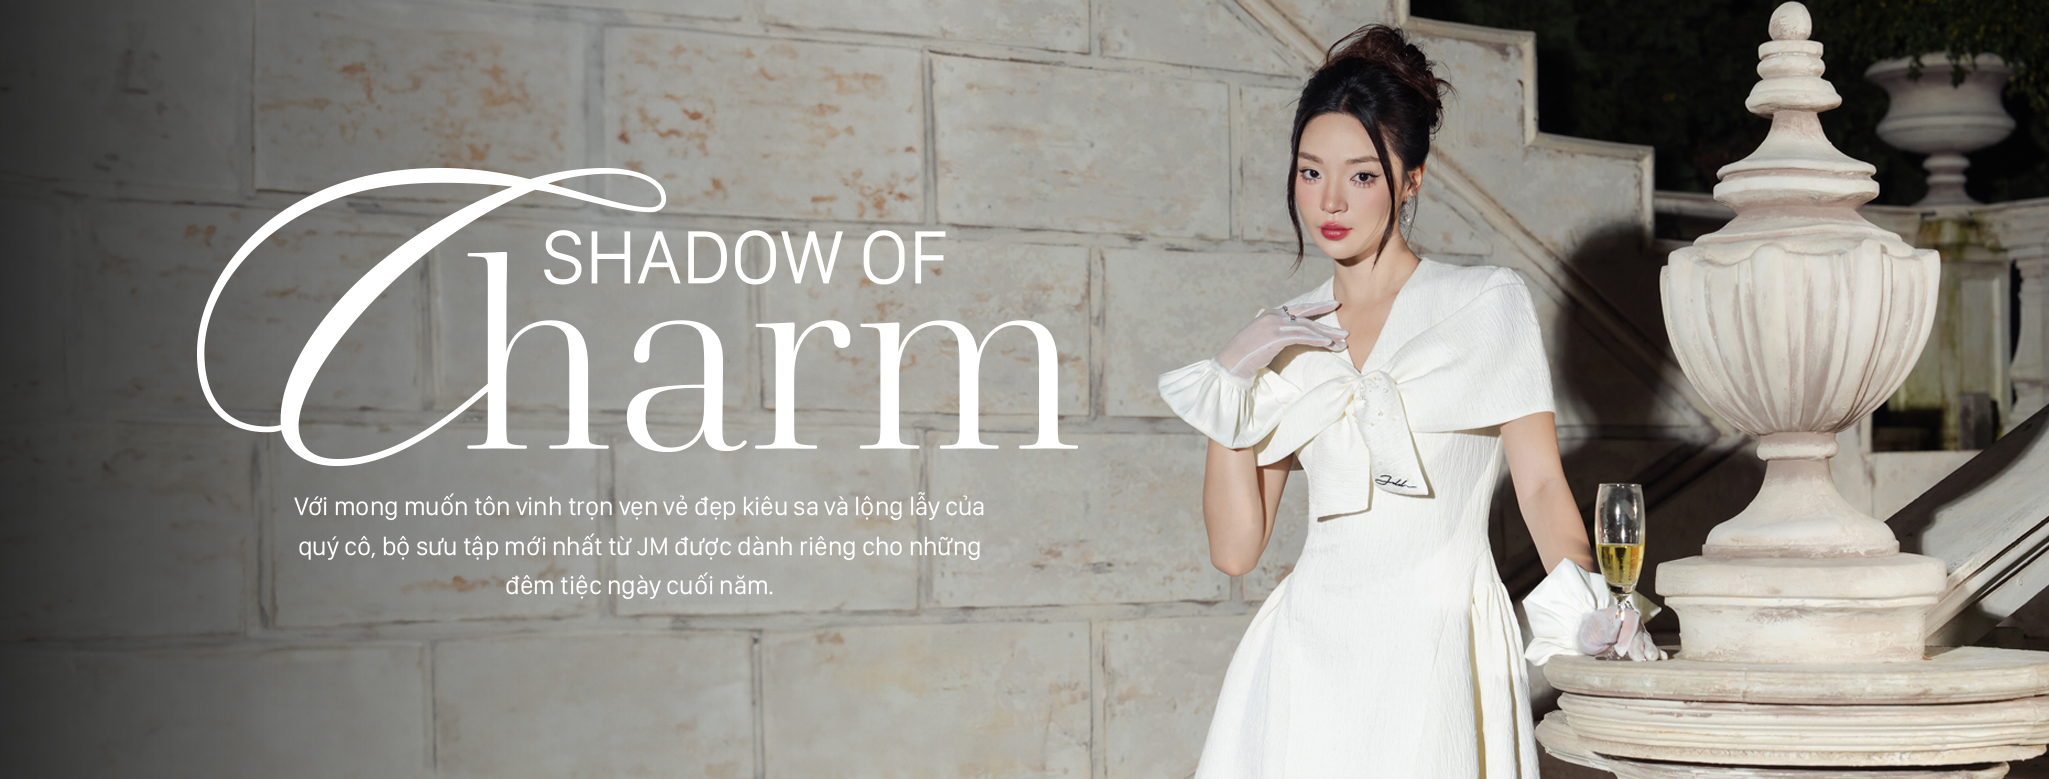 SHADOW OF
Charm
Với mong muốn tôn vinh trọn vẹn vẻ đẹp kiêu sa và lộng lẫy của
quý cô, bộ sưu tập mới nhất từ JM được dành riêng cho những
đêm tiệc ngày cuối năm.